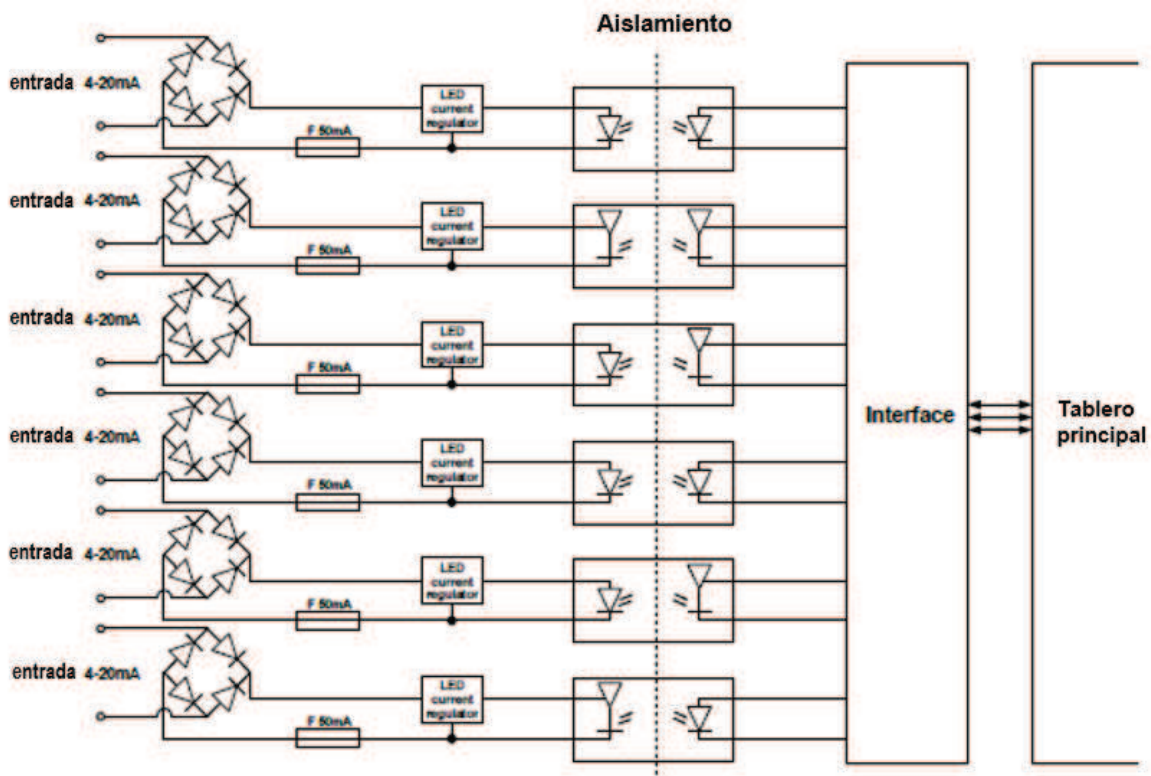 Aislamiento
entrada 4-20mA
LED
current
regulator
F 50mA
entrada 4-20mA
LED
current
regulator
F 50mA
entrada 4-20mA
LED
current
regulator
F 50mA
entrada 4-20mA
LED
current
regulator
F 50mA
Interface
Tablero
principal
entrada 4-20mA
LED
current
regulator
F 50mA
entrada 4-20mA
LED
current
regulator
F 50mA